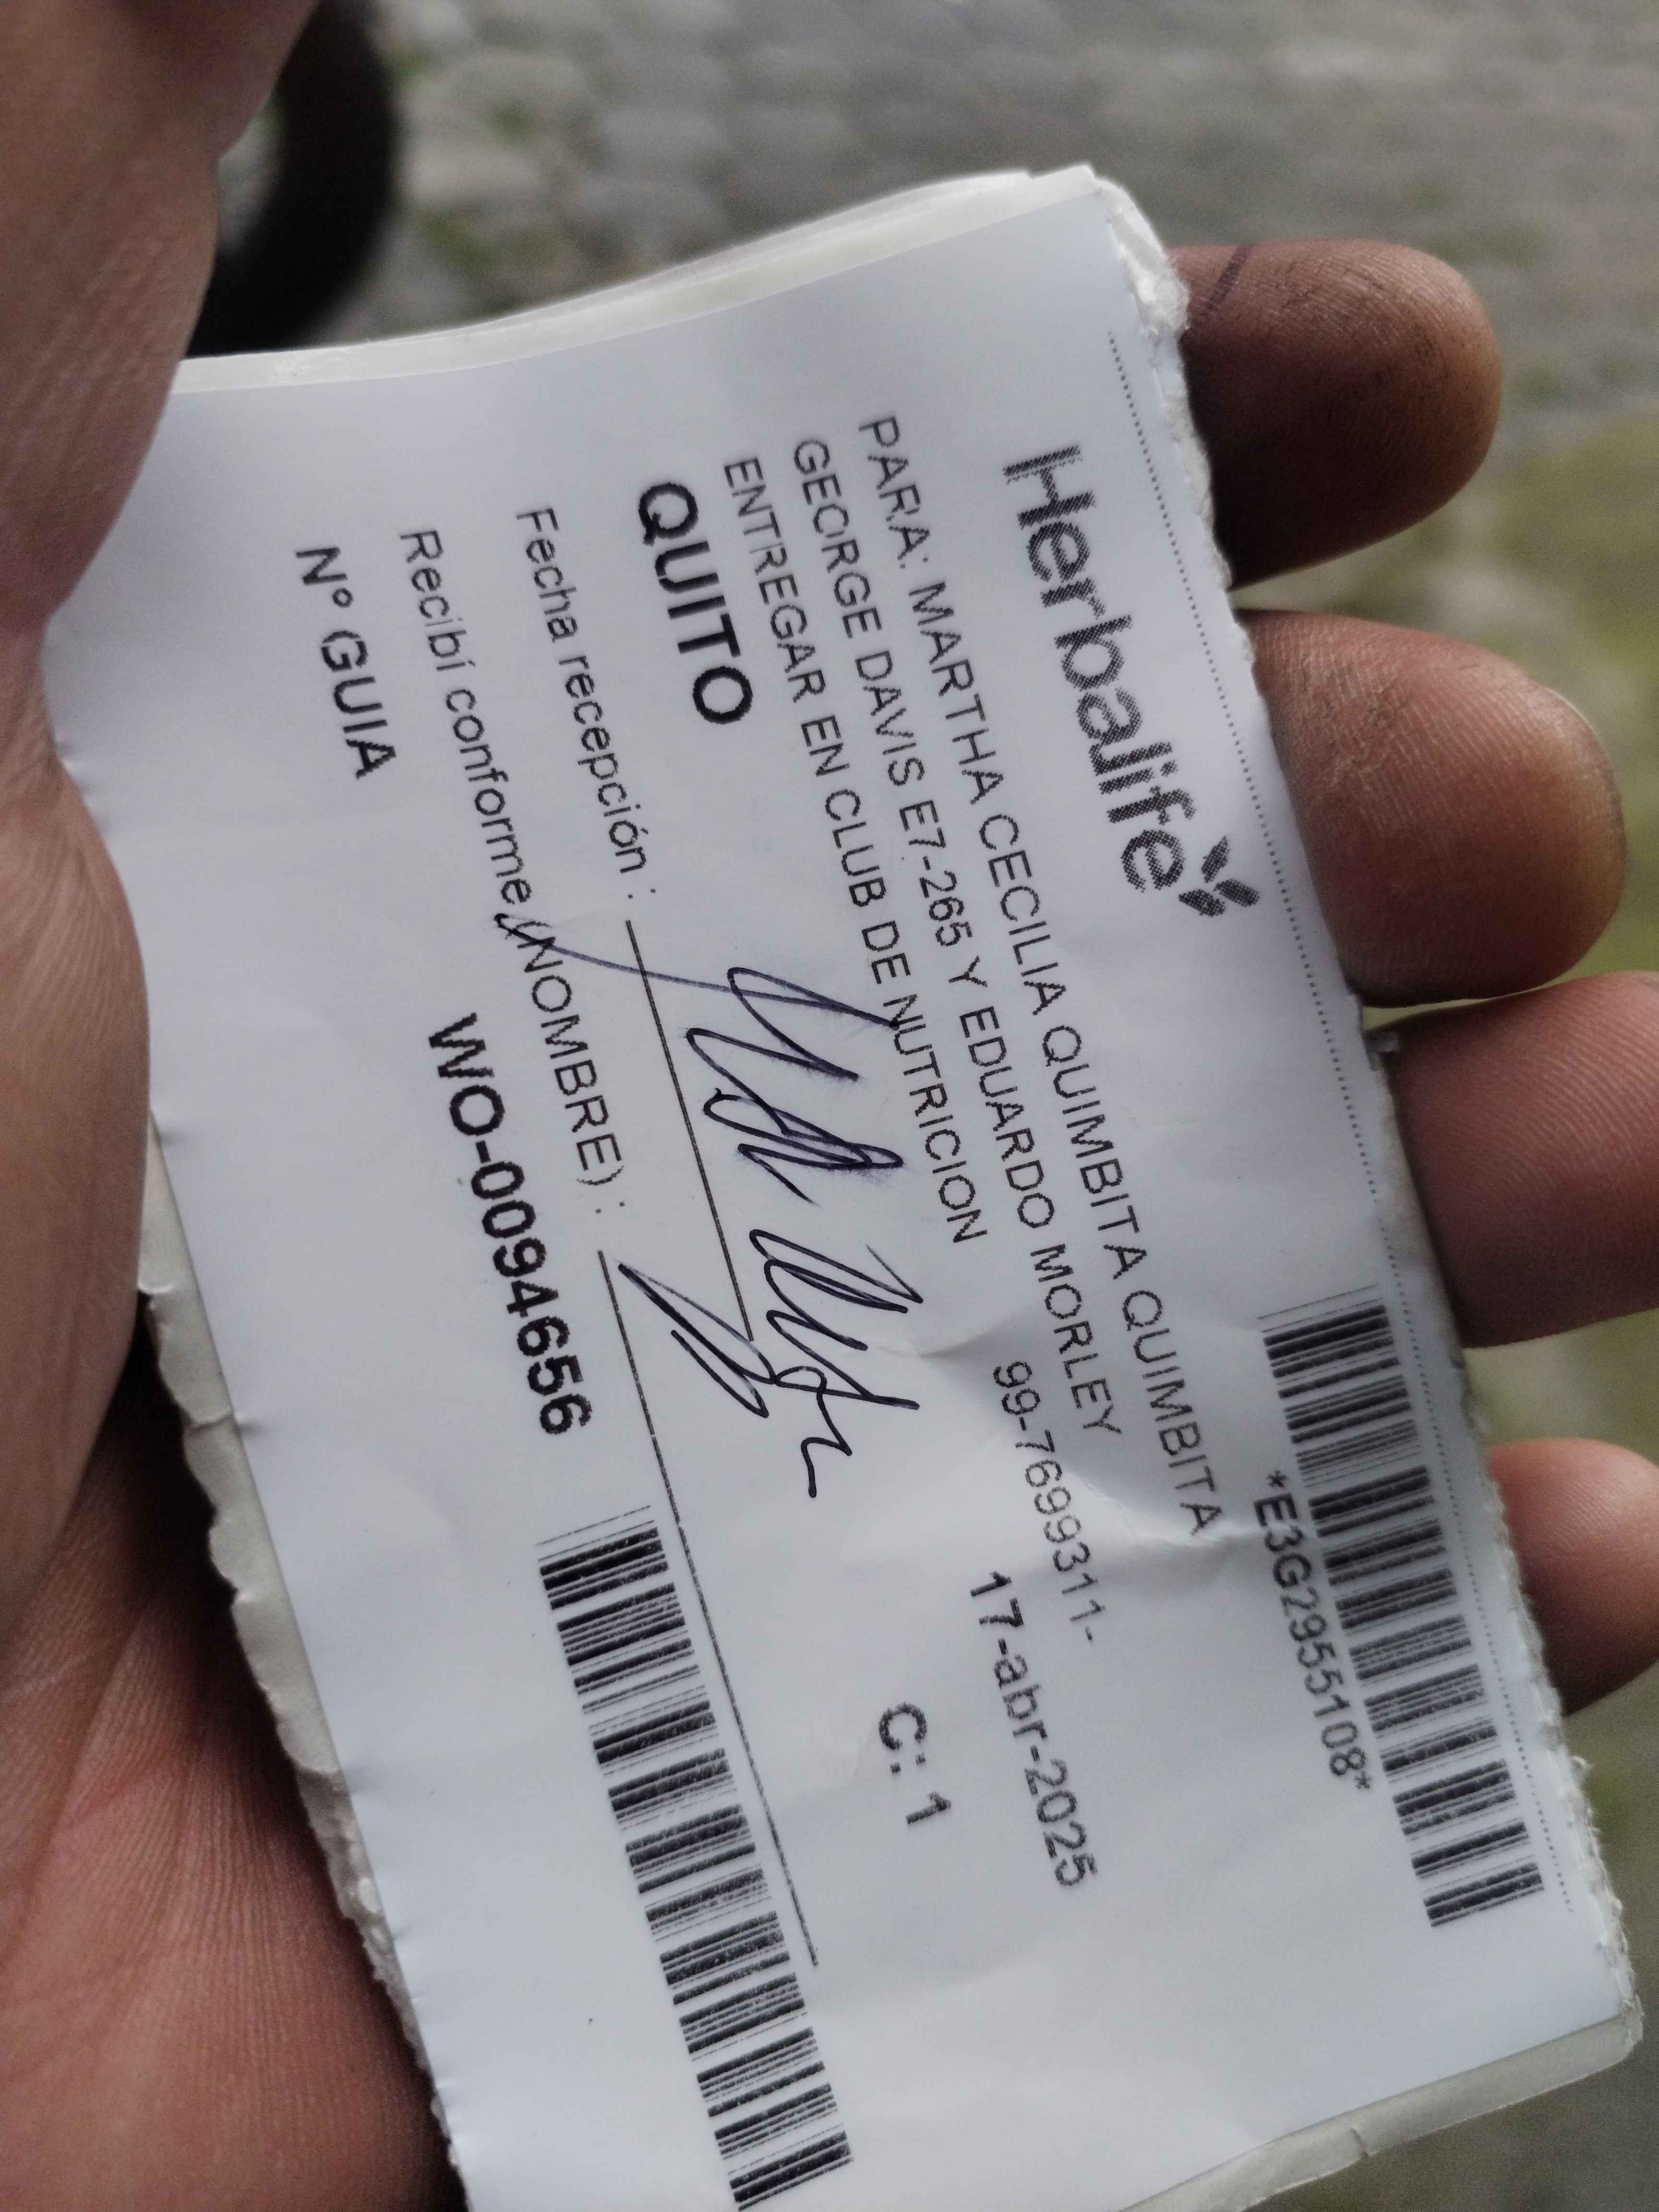 Herbalife
*E3G2955108*
PARA: MARTHA CECILIA QUIMBITA QUIMBITA
GEORGE DAVIS E7-265 Y EDUARDO MORLEY
ENTREGAR EN CLUB DE NUTRICION
99-7699311-
QUITO
17-abr-2025
Fecha recepción :
C: 1
Recibí conforme (NOMBRE) :
Nº GUIA
WO-0094656